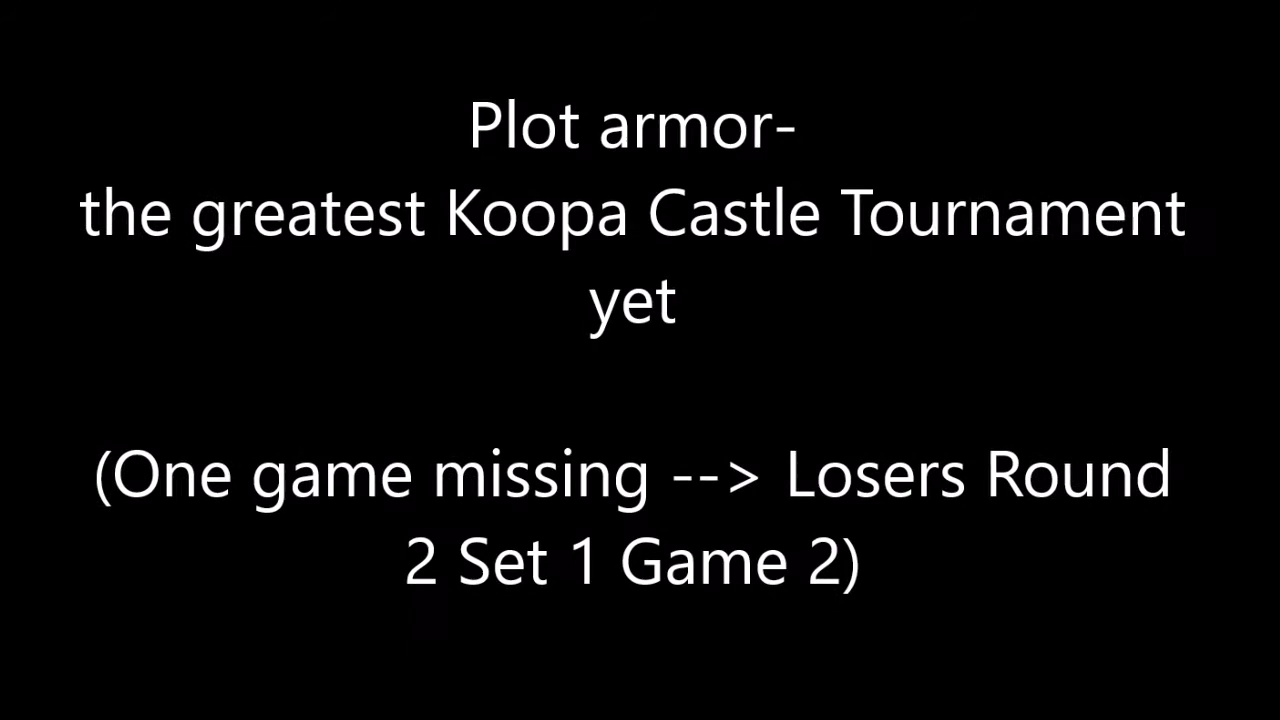 Plot armor-
the greatest Koopa Castle Tournament
yet
(One game missing --> Losers Round
2 Set 1 Game 2)